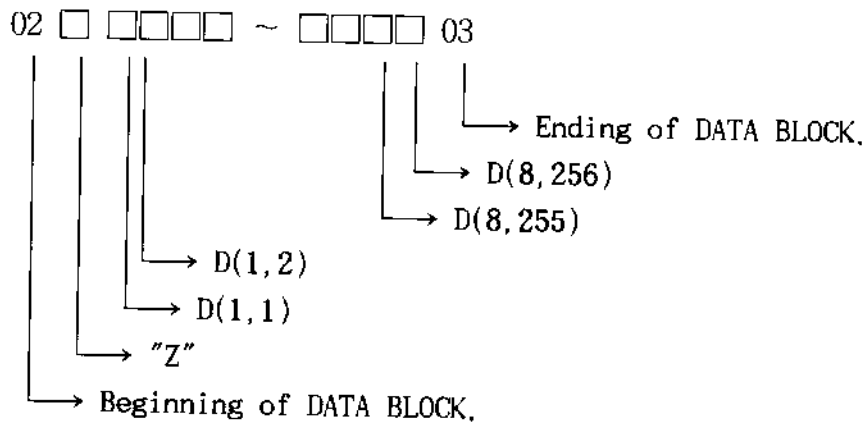 02 □ □□□□ ~ □□□□ 03
Ending of DATA BLOCK.
D(8,256)
D(8,255)
D(1,2)
D(1,1)
"Z"
Beginning of DATA BLOCK.